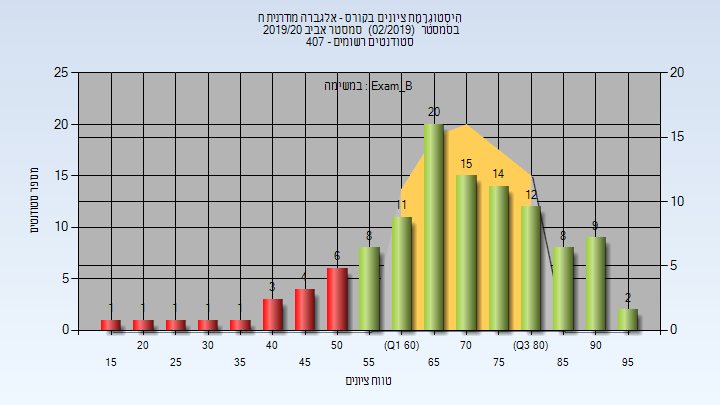 היסטוגרמת ציונים בקורס - אלגברה מודרנית ח
בסמסטר (02/2019) סמסטר אביב 2019/20
סטודנטים רשומים - 407
במשימה : Exam_B
מספר סטודנטים
25 20 15 10 5 0
20 15 10 5 0
1 1 1 1 1 3 4 6 8 11 20 15 14 12 8 9 2
20 30 40 50 (Q1 60) 70 (Q3 80) 90
15 25 35 45 55 65 75 85 95
טווח ציונים